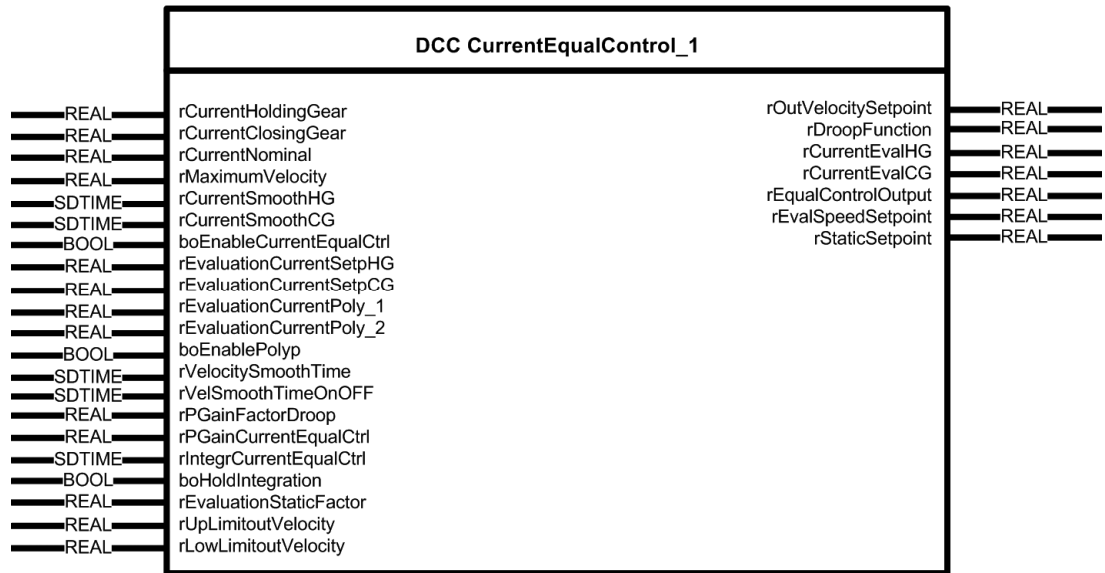 DCC CurrentEqualControl_1
REAL rCurrentHoldingGear rOutVelocitySetpoint REAL
REAL rCurrentClosingGear rDroopFunction REAL
REAL rCurrentNominal rCurrentEvalHG REAL
REAL rMaximumVelocity rCurrentEvalCG REAL
SDTIME rCurrentSmoothHG rEqualControlOutput REAL
SDTIME rCurrentSmoothCG rEvalSpeedSetpoint REAL
BOOL boEnableCurrentEqualCtrl rStaticSetpoint REAL
REAL rEvaluationCurrentSetpHG
REAL rEvaluationCurrentSetpCG
REAL rEvaluationCurrentPoly_1
REAL rEvaluationCurrentPoly_2
BOOL boEnablePolyp
SDTIME rVelocitySmoothTime
SDTIME rVelSmoothTimeOnOFF
REAL rPGainFactorDroop
REAL rPGainCurrentEqualCtrl
SDTIME rIntegrCurrentEqualCtrl
BOOL boHoldIntegration
REAL rEvaluationStaticFactor
REAL rUpLimitoutVelocity
REAL rLowLimitoutVelocity